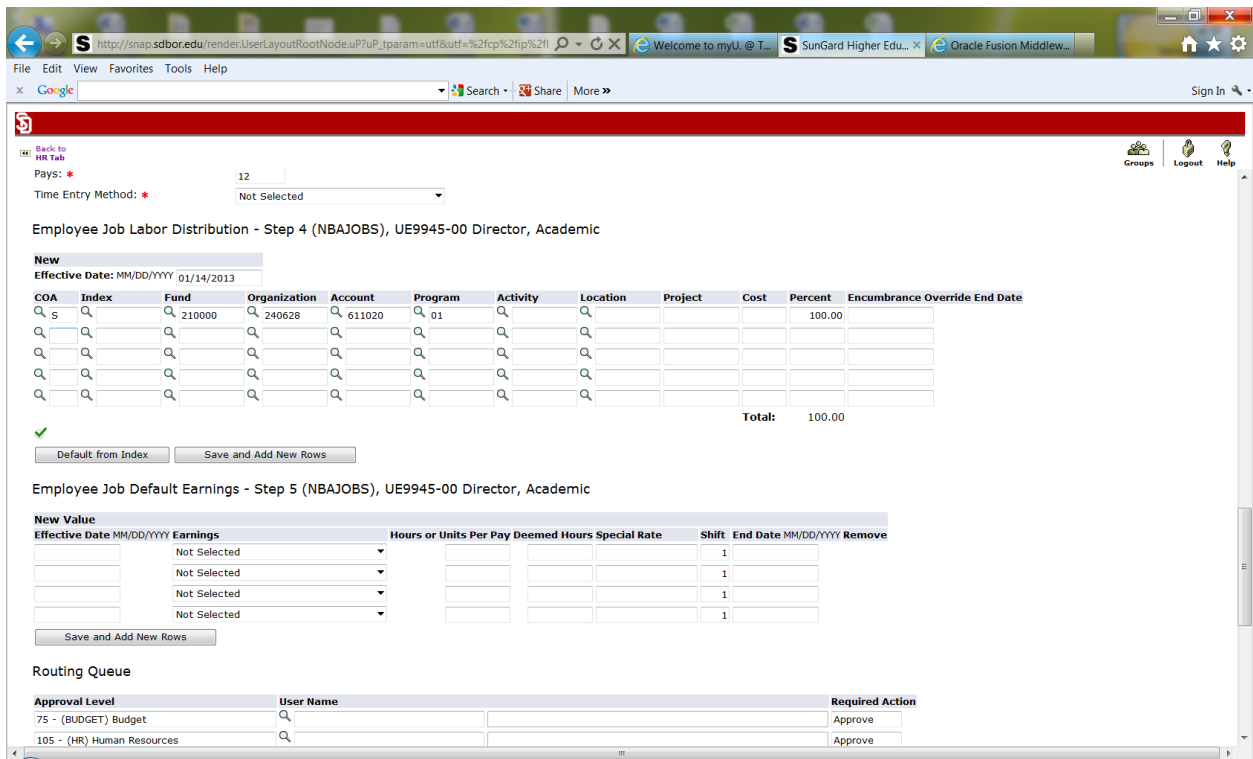 http://snap.sdbor.edu/render.UserLayoutRootNode.uP?uP_tparam=utf&utf=%2fcp%2fip%2fl
Welcome to myU. @ T...
SunGard Higher Edu...
Oracle Fusion Middlew...
File Edit View Favorites Tools Help
x Google Search Share More » Sign In
Back to
HR Tab
Groups Logout Help
Pays: * 12
Time Entry Method: * Not Selected
Employee Job Labor Distribution - Step 4 (NBAJOBS), UE9945-00 Director, Academic
New
Effective Date: MM/DD/YYYY 01/14/2013
COA Index Fund Organization Account Program Activity Location Project Cost Percent Encumbrance Override End Date
S 210000 240628 611020 01 100.00
Total: 100.00
Default from Index Save and Add New Rows
Employee Job Default Earnings - Step 5 (NBAJOBS), UE9945-00 Director, Academic
New Value
Effective Date MM/DD/YYYY Earnings Hours or Units Per Pay Deemed Hours Special Rate Shift End Date MM/DD/YYYY Remove
Not Selected 1
Not Selected 1
Not Selected 1
Not Selected 1
Save and Add New Rows
Routing Queue
Approval Level User Name Required Action
75 - (BUDGET) Budget Approve
105 - (HR) Human Resources Approve